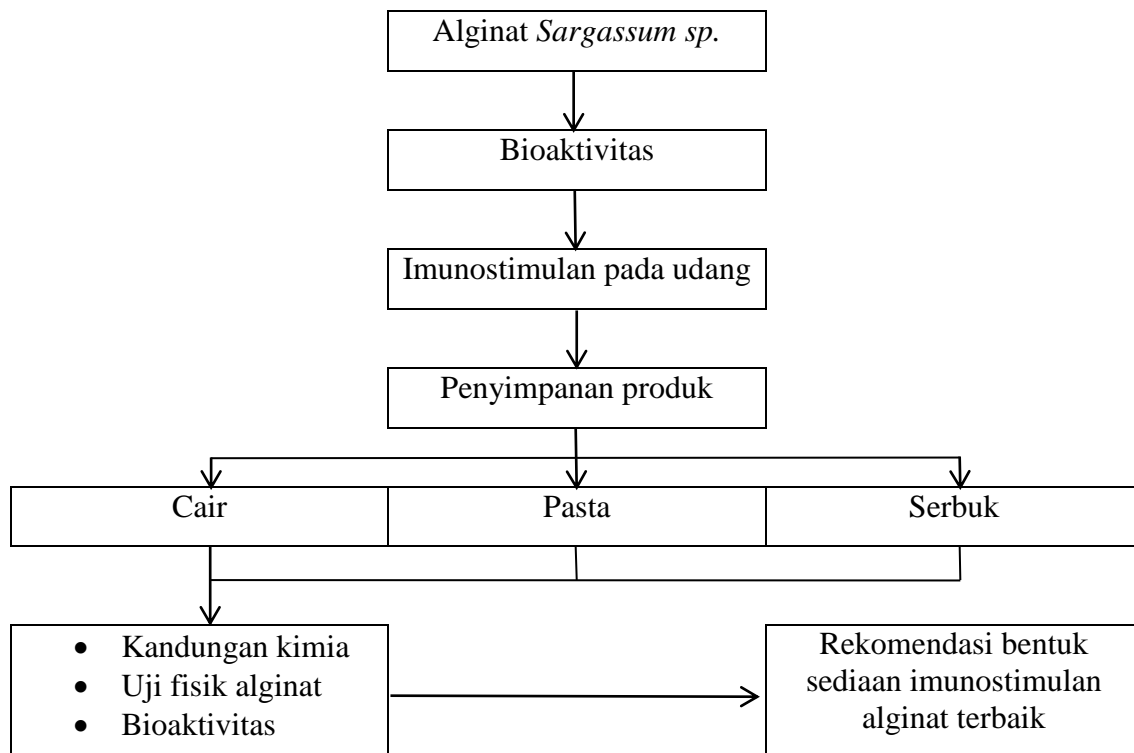 Alginat Sargassum sp.
Bioaktivitas
Imunostimulan pada udang
Penyimpanan produk
Cair
Pasta
Serbuk
• Kandungan kimia
• Uji fisik alginat
• Bioaktivitas
Rekomendasi bentuk
sediaan imunostimulan
alginat terbaik